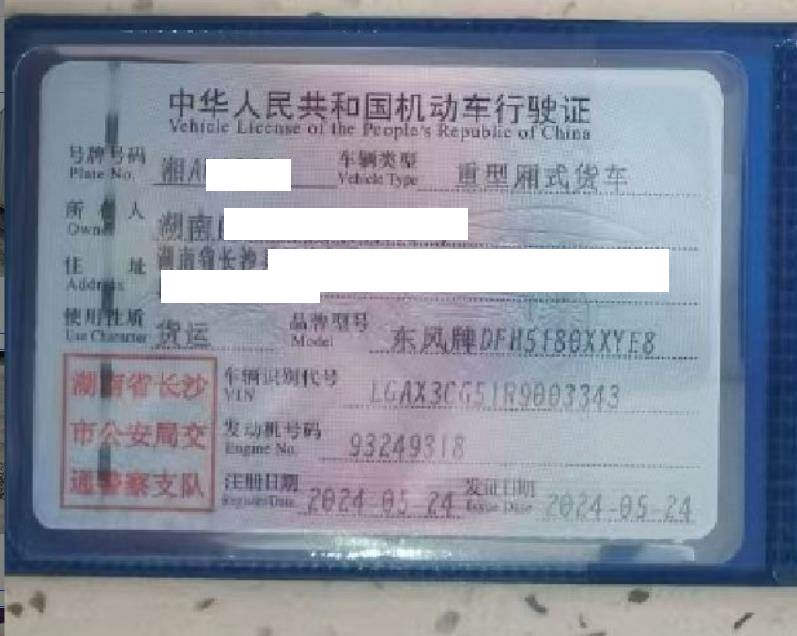 中华人民共和国机动车行驶证
Vehicle License of the People's Republic of China
号牌号码 湘A 车辆类型 重型厢式货车
Plate No. Vehicle Type
所 人 湖南
Owner
住 址 湖南省长沙
Address
使用性质 货运 品牌型号 东风牌DFH5180XXYE8
Use Character Model
湖南省长沙
市公安局交
通警察支队
车辆识别代号 LGAX3CG51R9003343
VIN
发动机号码 93249318
Engine No.
注册日期 2024-05-24 发证日期 2024-05-24
Register Date Issue Date